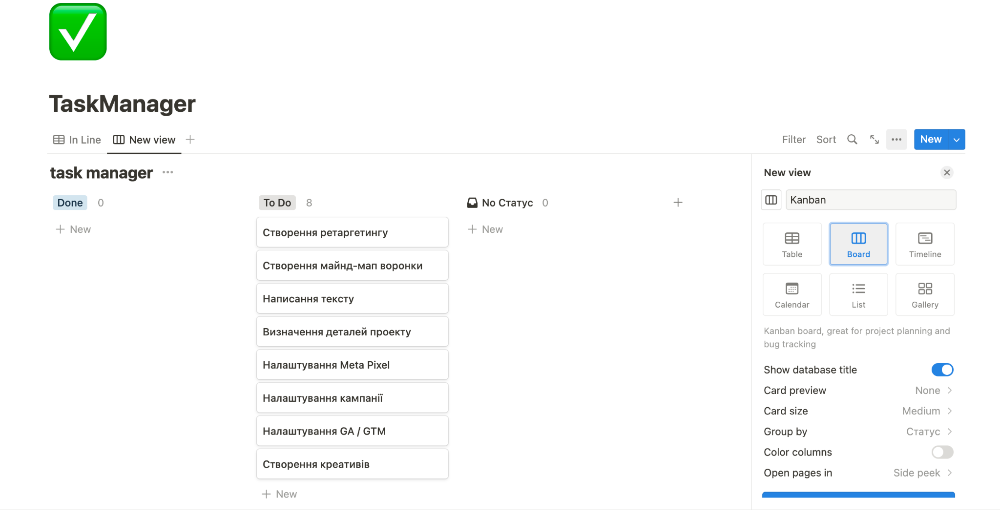 TaskManager
In Line
New view
Filter
Sort
New
task manager
Done 0
New
To Do 8
Створення ретаргетингу
Створення майнд-мап воронки
Написання тексту
Визначення деталей проекту
Налаштування Meta Pixel
Налаштування кампанії
Налаштування GA / GTM
Створення креативів
New
No Статус 0
New
New view
Kanban
Table
Board
Timeline
Calendar
List
Gallery
Kanban board, great for project planning and
bug tracking
Show database title
Card preview None
Card size Medium
Group by Статус
Color columns
Open pages in Side peek